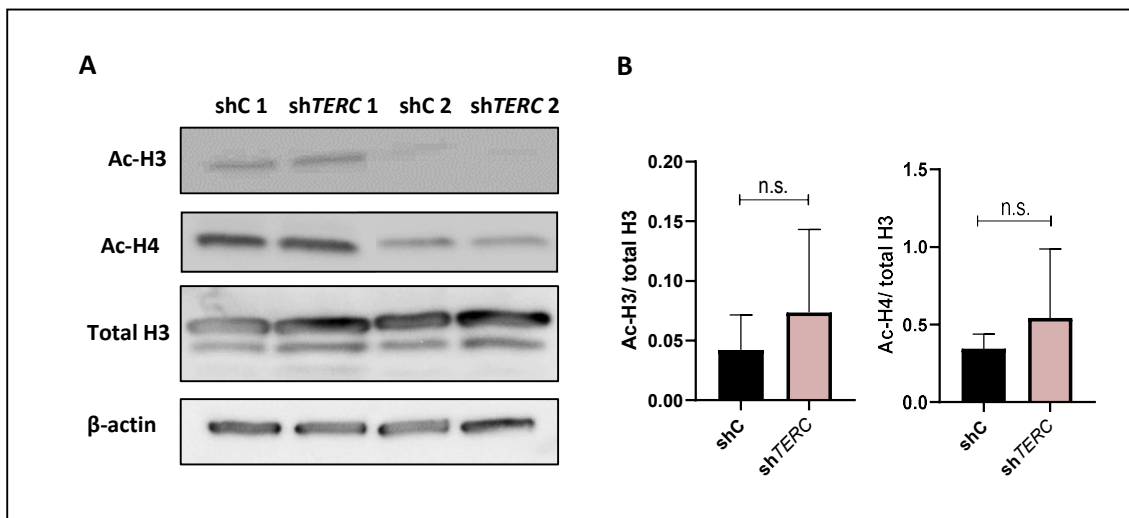 A
shC 1 shTERC 1 shC 2 shTERC 2
Ac-H3
Ac-H4
Total H3
β-actin
B
Ac-H3/ total H3
0.20
0.15
0.10
0.05
0.00
n.s.
shC
shTERC
Ac-H4/ total H3
1.5
1.0
0.5
0.0
n.s.
shC
shTERC